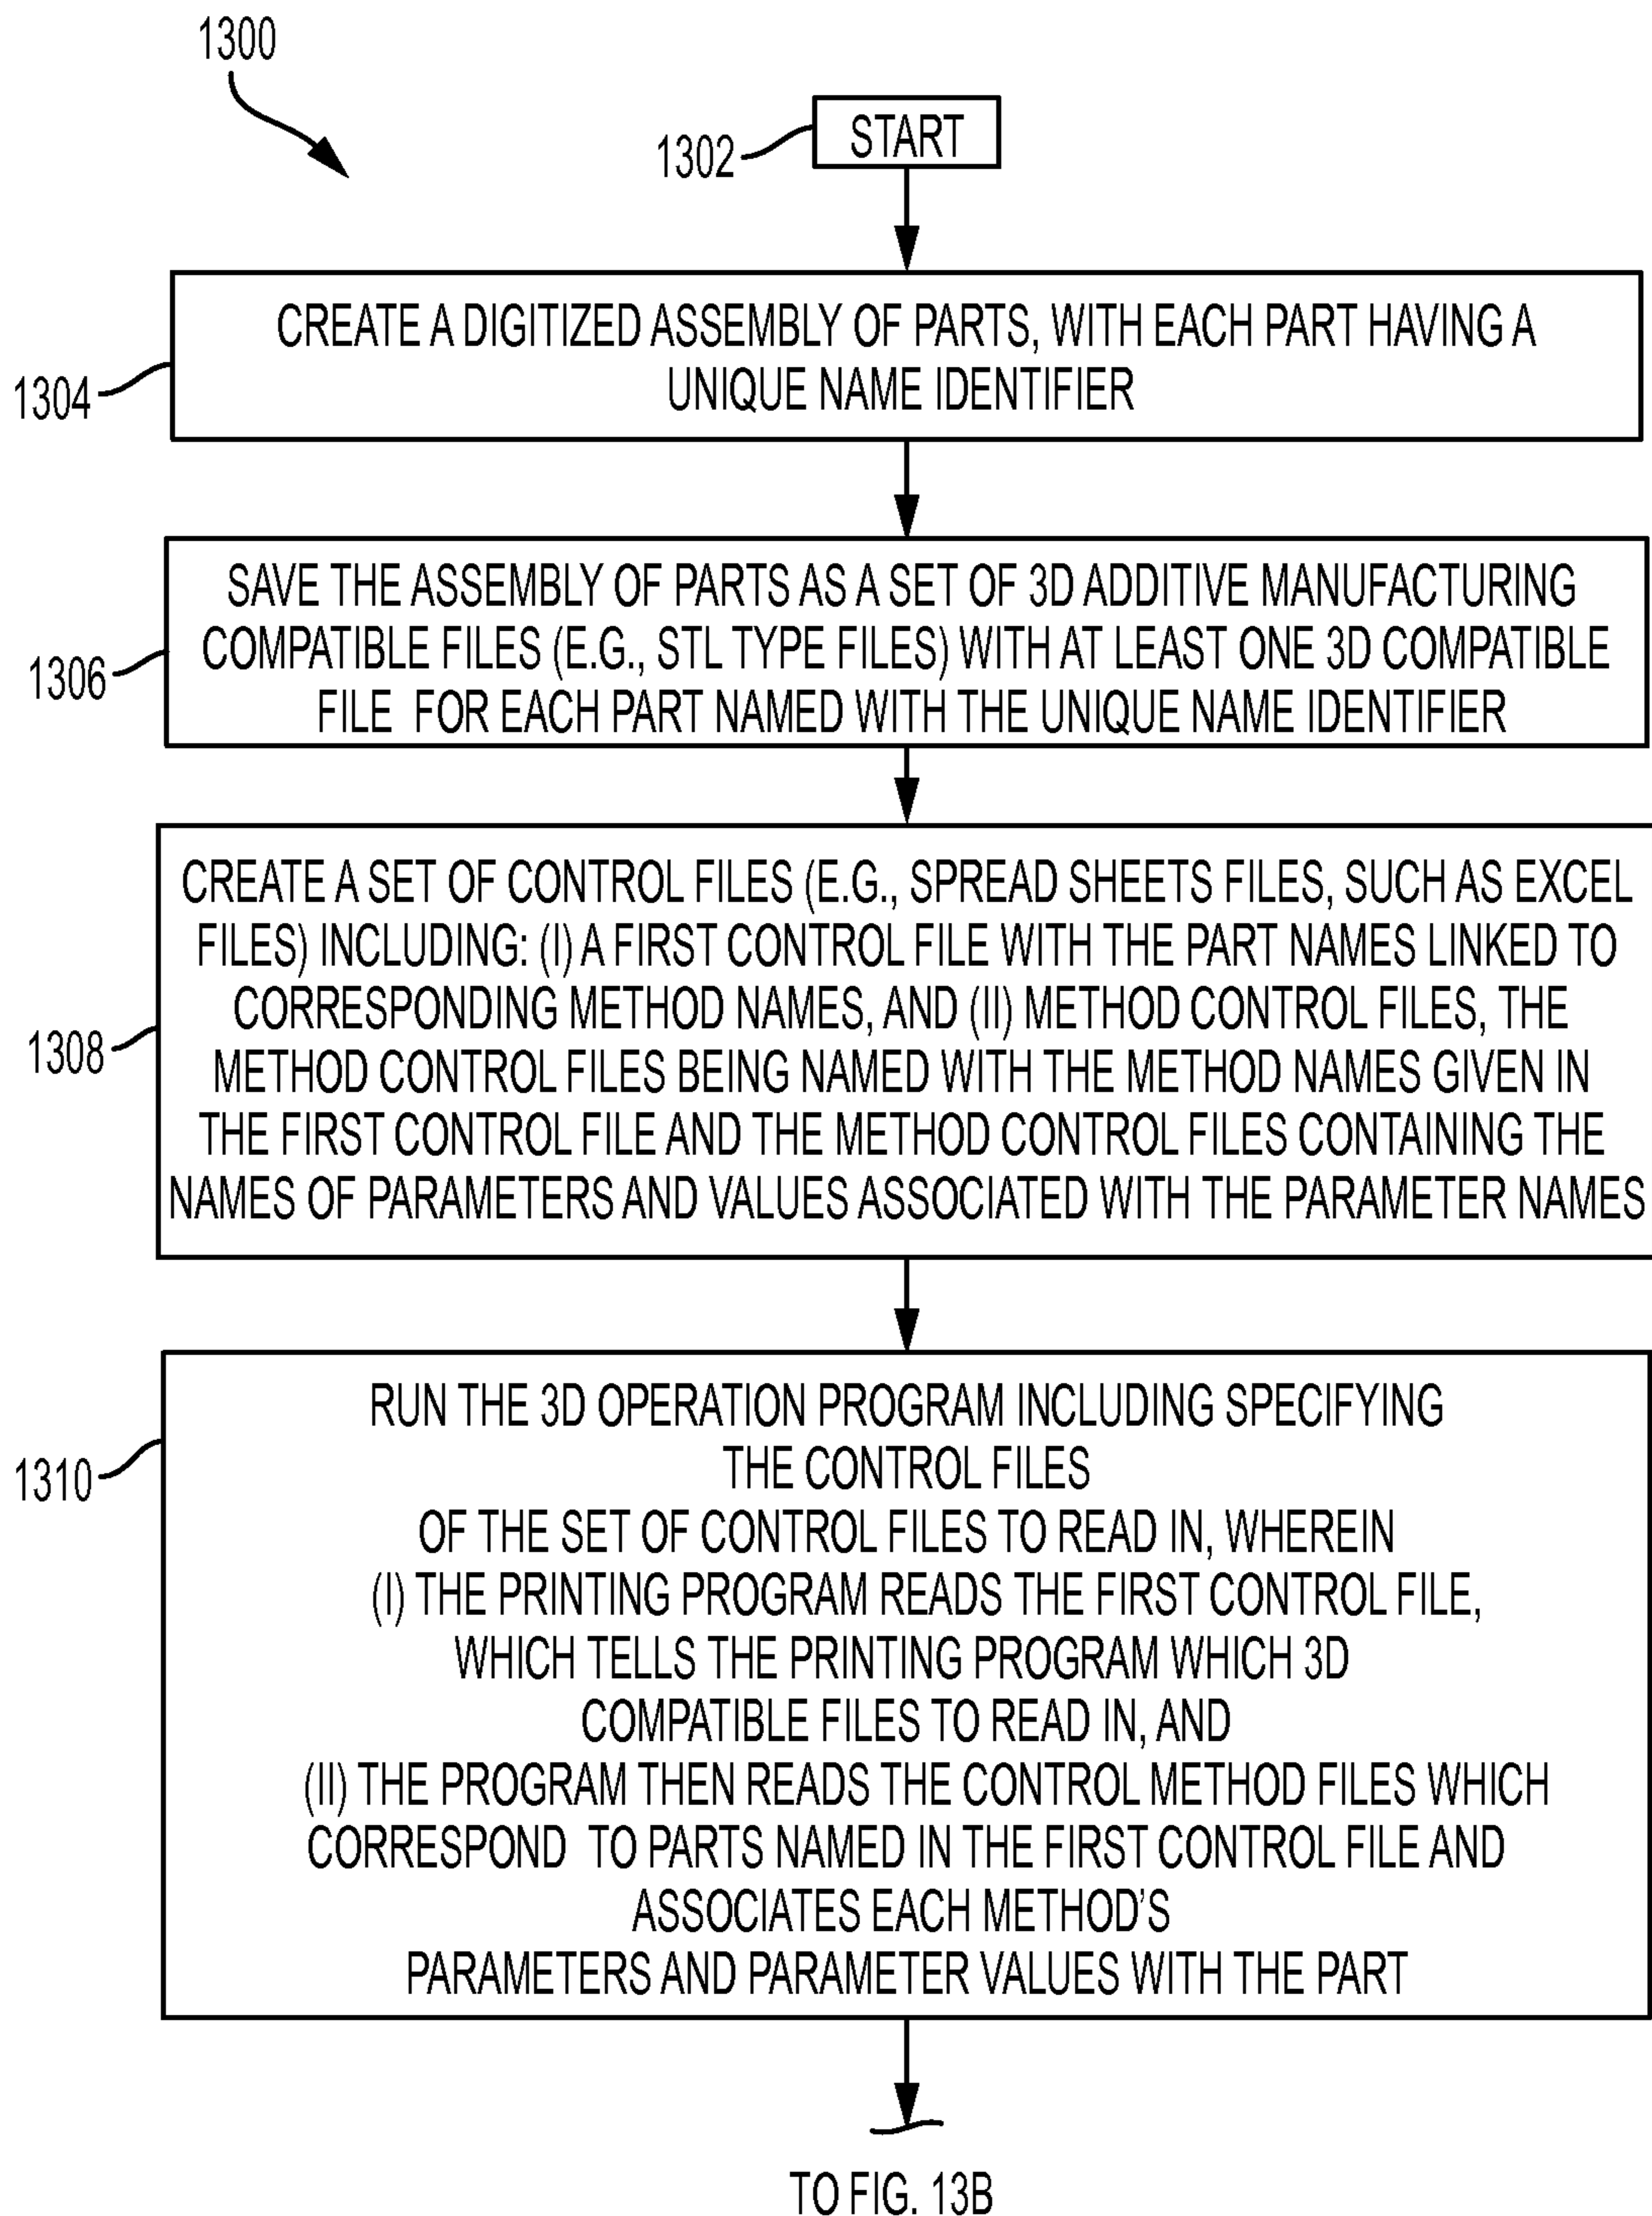 1300
1302
START
1304
CREATE A DIGITIZED ASSEMBLY OF PARTS, WITH EACH PART HAVING A
UNIQUE NAME IDENTIFIER
1306
SAVE THE ASSEMBLY OF PARTS AS A SET OF 3D ADDITIVE MANUFACTURING
COMPATIBLE FILES (E.G., STL TYPE FILES) WITH AT LEAST ONE 3D COMPATIBLE
FILE FOR EACH PART NAMED WITH THE UNIQUE NAME IDENTIFIER
1308
CREATE A SET OF CONTROL FILES (E.G., SPREAD SHEETS FILES, SUCH AS EXCEL
FILES) INCLUDING: (I) A FIRST CONTROL FILE WITH THE PART NAMES LINKED TO
CORRESPONDING METHOD NAMES, AND (II) METHOD CONTROL FILES, THE
METHOD CONTROL FILES BEING NAMED WITH THE METHOD NAMES GIVEN IN
THE FIRST CONTROL FILE AND THE METHOD CONTROL FILES CONTAINING THE
NAMES OF PARAMETERS AND VALUES ASSOCIATED WITH THE PARAMETER NAMES
1310
RUN THE 3D OPERATION PROGRAM INCLUDING SPECIFYING
THE CONTROL FILES
OF THE SET OF CONTROL FILES TO READ IN, WHEREIN
(I) THE PRINTING PROGRAM READS THE FIRST CONTROL FILE,
WHICH TELLS THE PRINTING PROGRAM WHICH 3D
COMPATIBLE FILES TO READ IN, AND
(II) THE PROGRAM THEN READS THE CONTROL METHOD FILES WHICH
CORRESPOND TO PARTS NAMED IN THE FIRST CONTROL FILE AND
ASSOCIATES EACH METHOD'S
PARAMETERS AND PARAMETER VALUES WITH THE PART
TO FIG. 13B